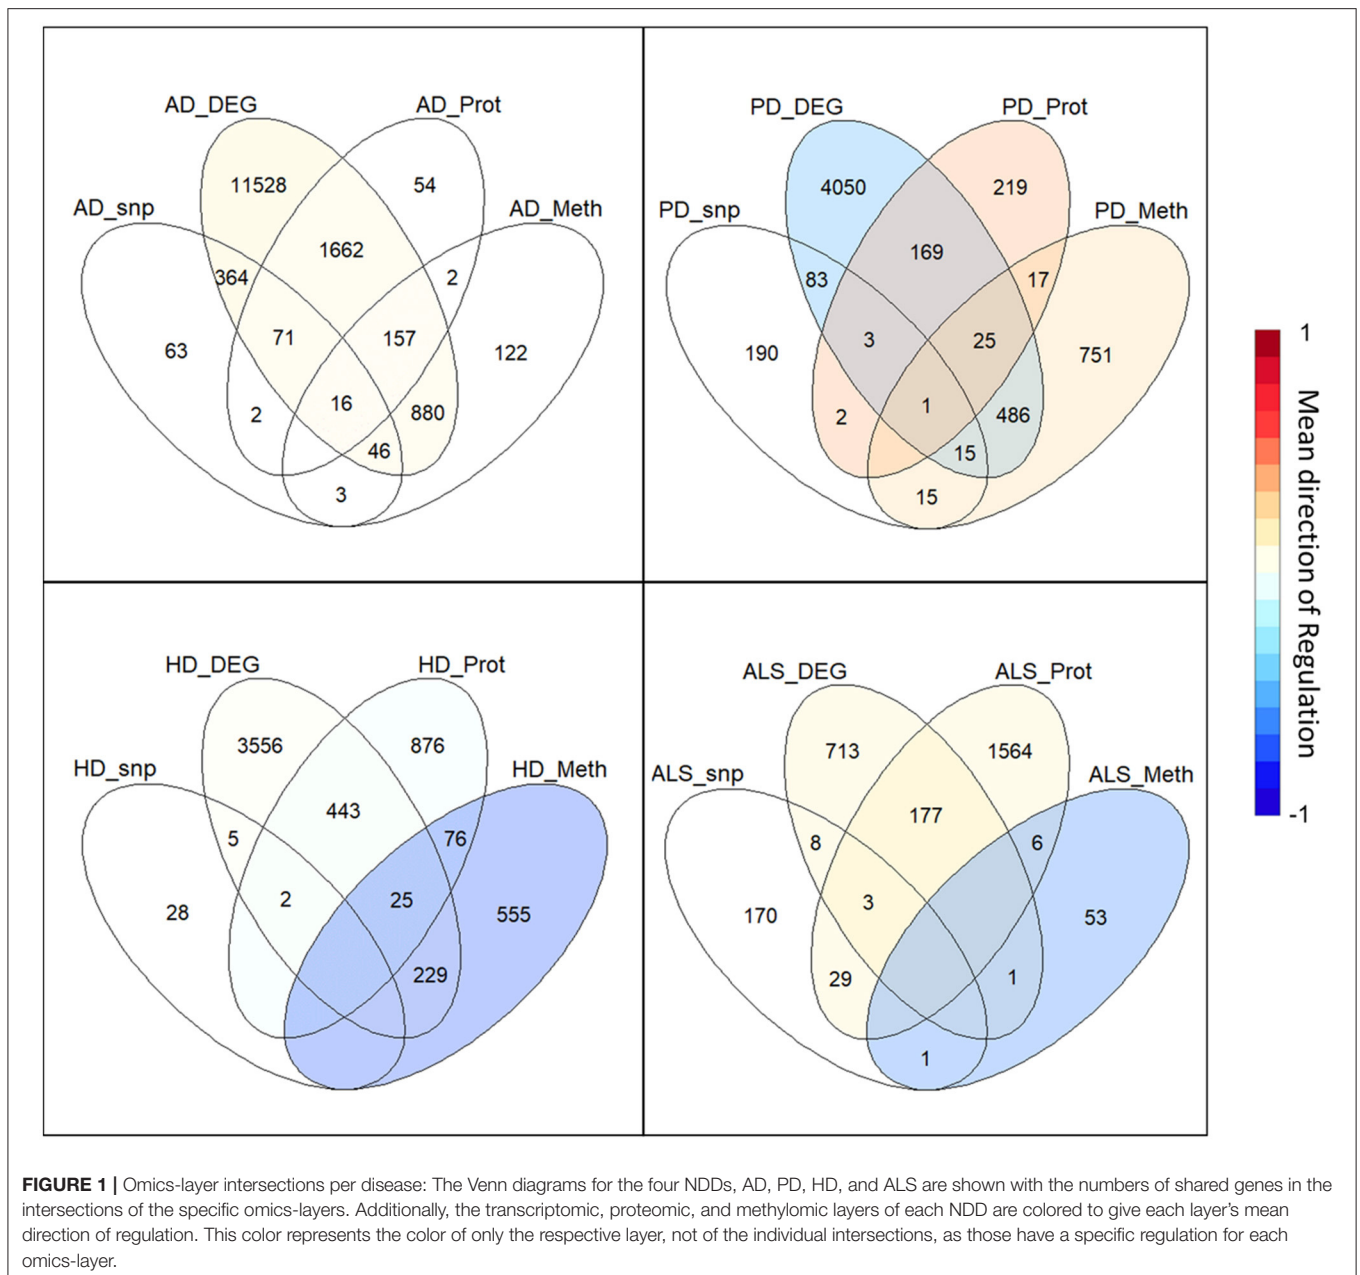 AD_DEG
AD_Prot
AD_snp
AD_Meth
11528
54
1662
364
2
71
157
63
122
2
16
880
46
3
PD_DEG
PD_Prot
PD_snp
PD_Meth
4050
219
169
83
17
3
25
190
751
2
1
486
15
15
HD_DEG
HD_Prot
HD_snp
HD_Meth
3556
876
443
5
76
2
25
28
555
229
ALS_DEG
ALS_Prot
ALS_snp
ALS_Meth
713
1564
177
8
6
3
170
53
29
1
1
1
Mean direction of Regulation
-1
FIGURE 1 | Omics-layer intersections per disease: The Venn diagrams for the four NDDs, AD, PD, HD, and ALS are shown with the numbers of shared genes in the
intersections of the specific omics-layers. Additionally, the transcriptomic, proteomic, and methylomic layers of each NDD are colored to give each layer's mean
direction of regulation. This color represents the color of only the respective layer, not of the individual intersections, as those have a specific regulation for each
omics-layer.